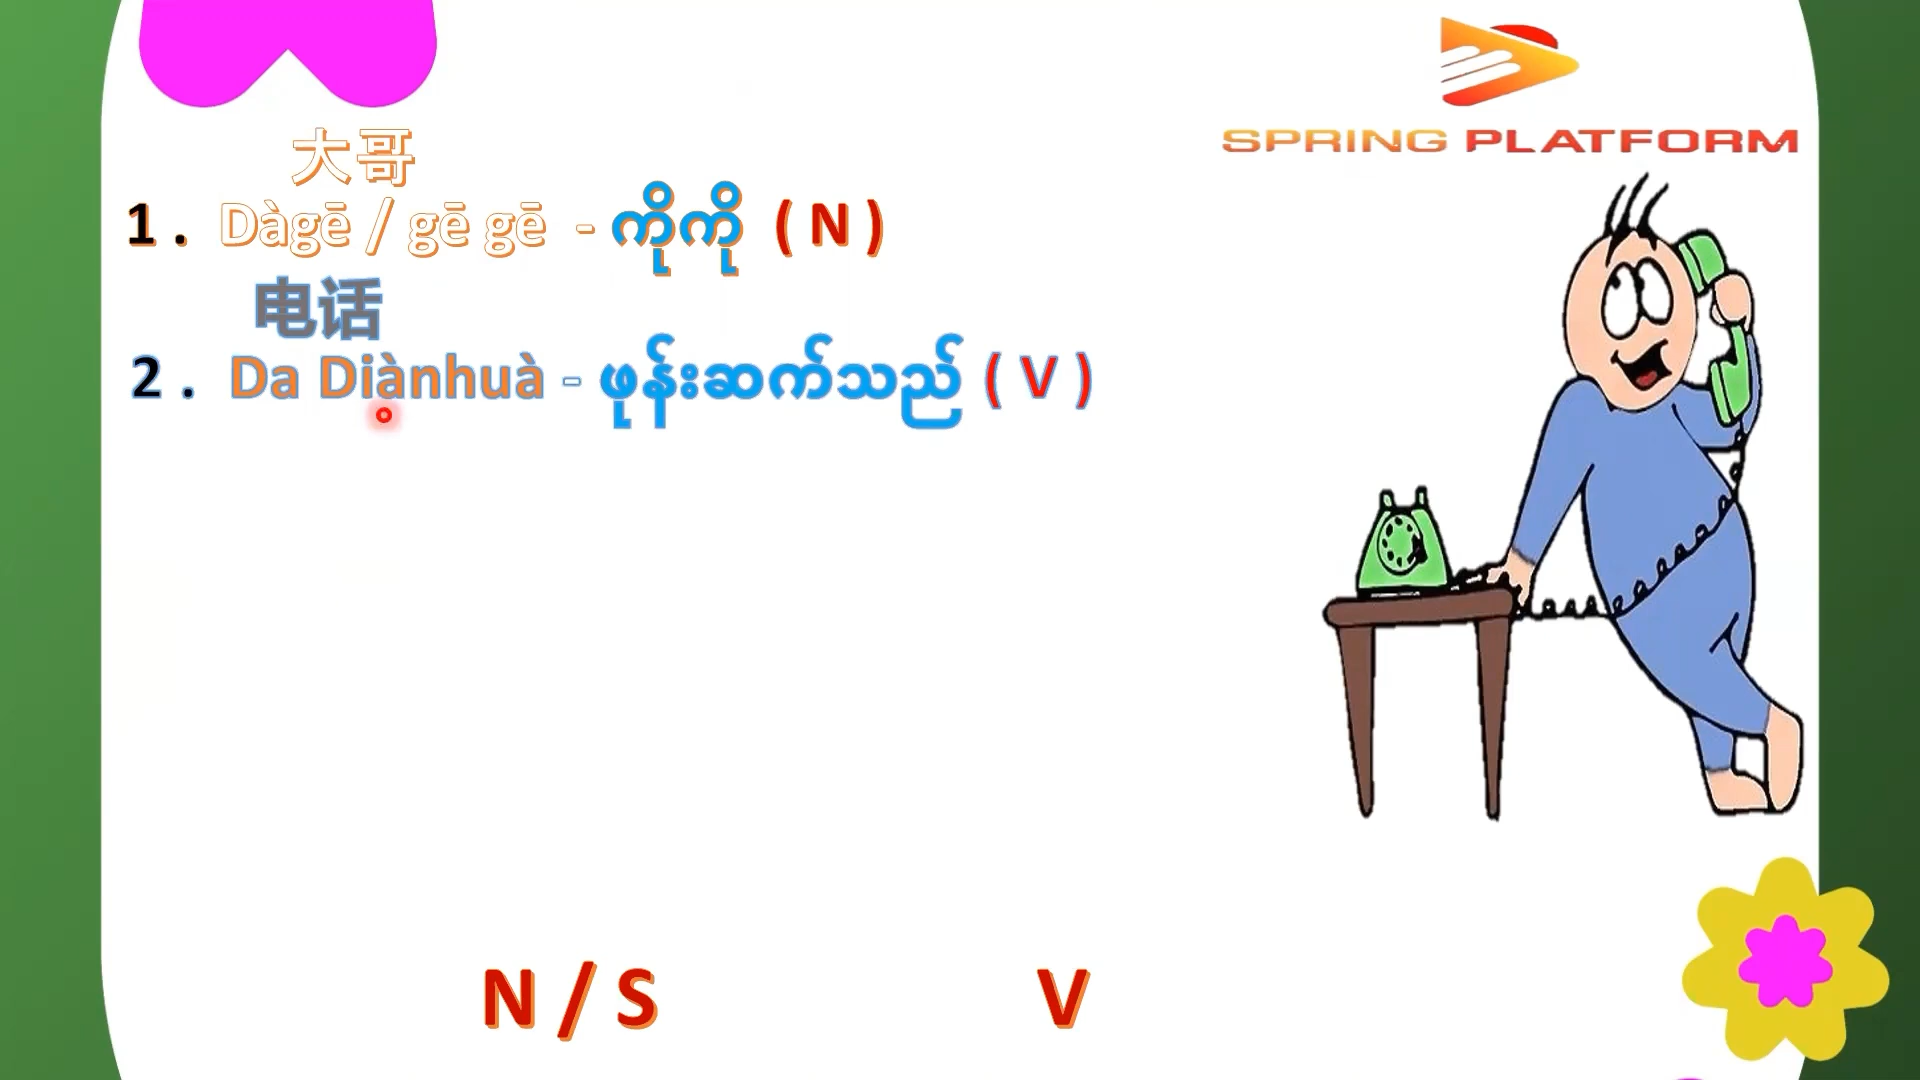 SPRING PLATFORM
大哥
1 . Dàgē / gē gē - ကိုကို ( N )
电话
2 . Da Diànhuà - ဖုန်းဆက်သည် ( V )
N / S V